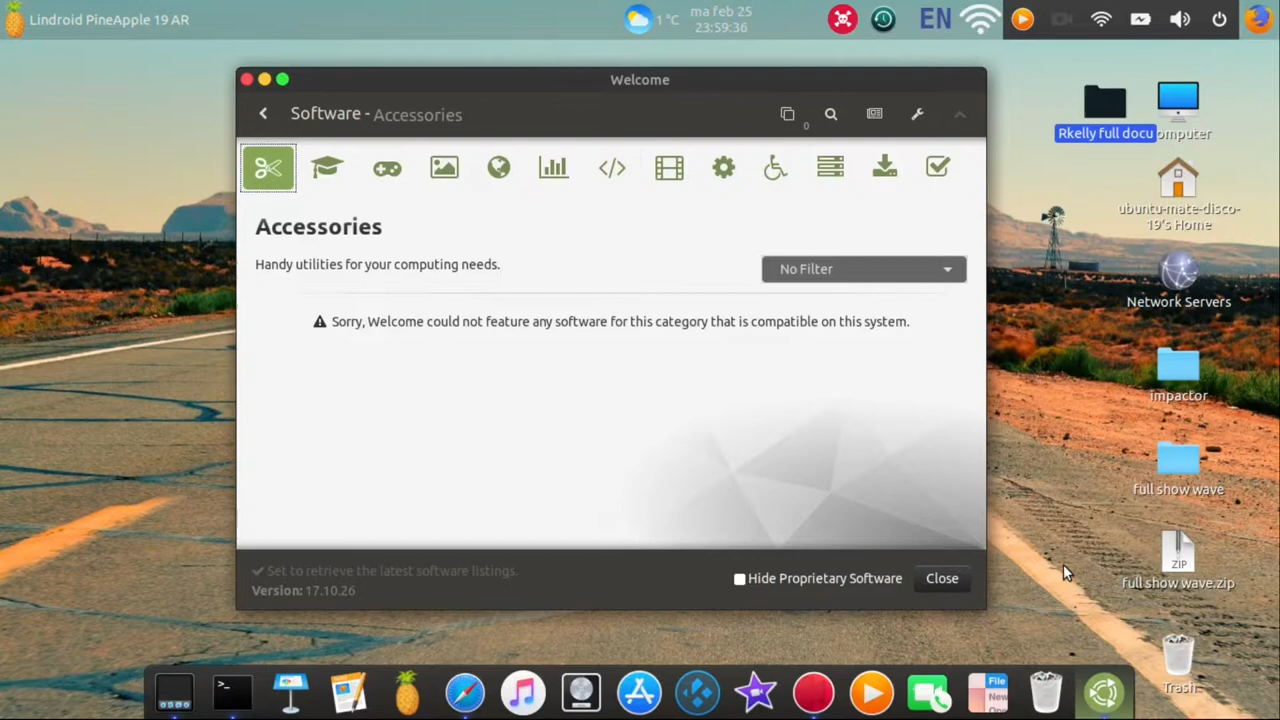 Lindroid PineApple 19 AR
1 °C
ma feb 25
23:59:36
EN
Welcome
Software - Accessories
0
Accessories
Handy utilities for your computing needs.
No Filter
Sorry, Welcome could not feature any software for this category that is compatible on this system.
Set to retrieve the latest software listings.
Version: 17.10.26
Hide Proprietary Software
Close
Rkelly full docu
omputer
ubuntu-mate-disco-
19's Home
Network Servers
impactor
full show wave
ZIP
full show wave.zip
Trash
>_
File
New
Ope